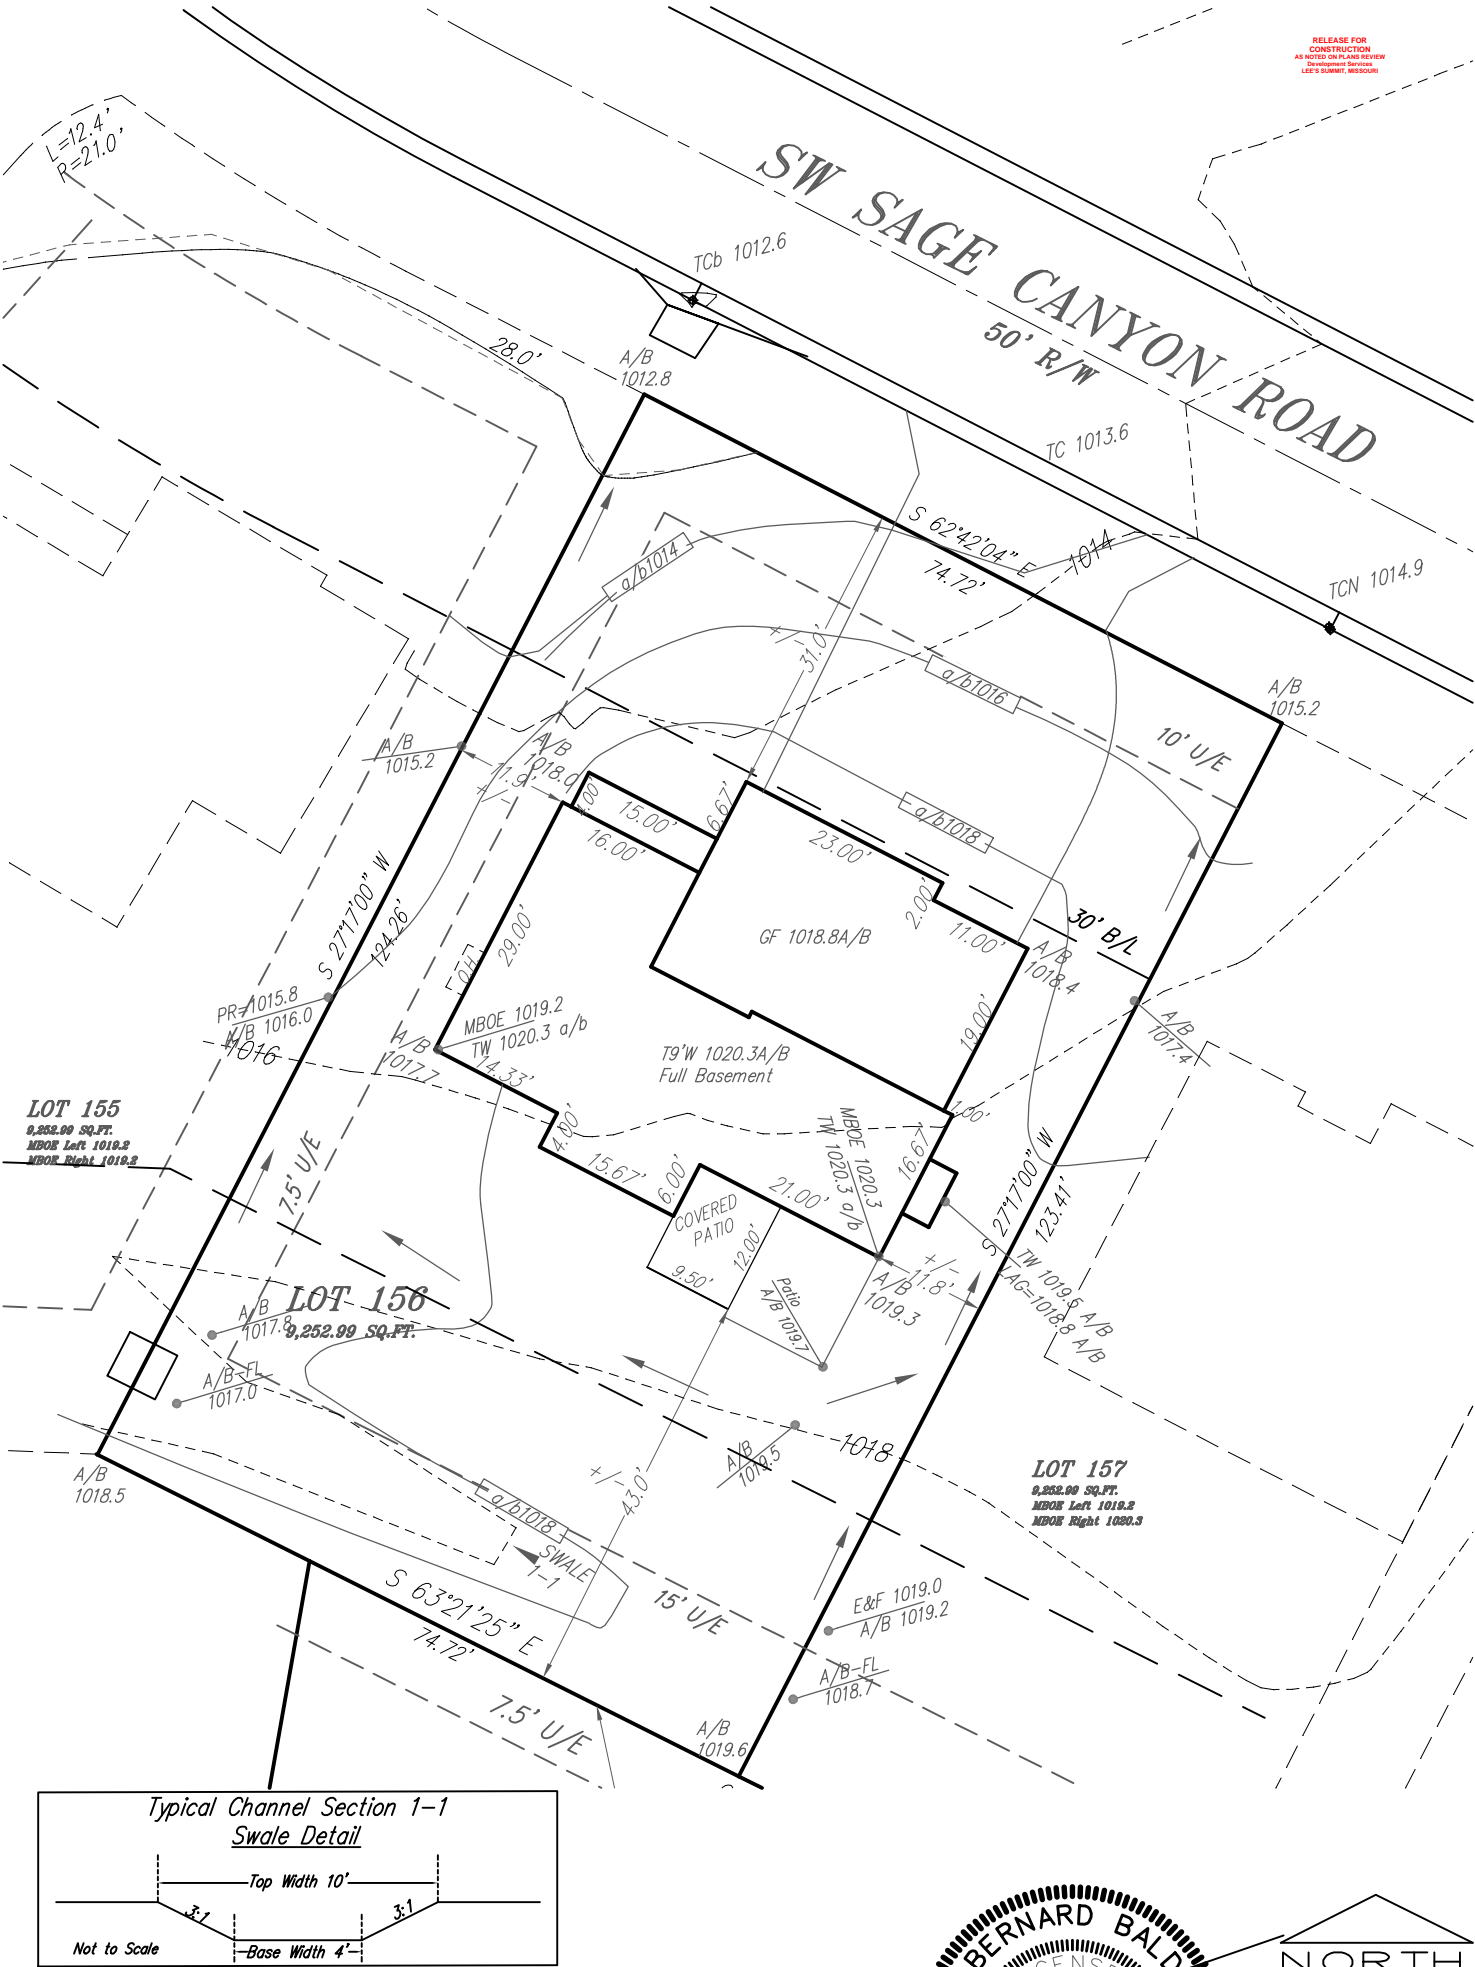 RELEASE FOR
CONSTRUCTION
AS NOTED ON PLANS REVIEW
Development Services
LEE'S SUMMIT, MISSOURI
L=12.4'
R=21.0'
SW SAGE CANYON ROAD
50' R/W
TCb 1012.6
28.0'
A/B
1012.8
TC 1013.6
TCN 1014.9
S 62°42'04" E
74.72'
1014
a/b1014
+/-
31.0'
a/b1016
A/B
1015.2
10' U/E
A/B
1015.2
A/B
1018.0
11.9'
+/-
4.00'
15.00'
16.00'
6.67'
23.00'
a/b1018
2.00'
11.00'
30' B/L
GF 1018.8A/B
A/B
1018.4
S 27°17'00" W
124.26'
29.00'
O.H.
PR=1015.8
A/B 1016.0
1016
MBOE 1019.2
TW 1020.3 a/b
A/B
1017.7
14.33'
T9'W 1020.3A/B
Full Basement
19.00'
A/B
1017.4
LOT 155
9,252.99 SQ.FT.
MBOE Left 1019.2
MBOE Right 1019.2
1.00'
MBOE 1020.3
TW 1020.3 a/b
16.67'
4.00'
15.67'
6.00'
21.00'
7.5' U/E
COVERED
PATIO
12.00'
9.50'
S 27°17'00" W
123.41'
+/-
11.8'
A/B
1019.3
Patio
A/B 1019.7
TW 1019.5 A/B
LAG=1018.8 A/B
LOT 156
9,252.99 SQ.FT.
A/B
1017.8
A/B-FL
1017.0
A/B
1019.5
1018
+/-
43.0'
LOT 157
9,252.99 SQ.FT.
MBOE Left 1019.2
MBOE Right 1020.3
A/B
1018.5
a/b1018
SWALE
1-1
15' U/E
S 63°21'25" E
74.72'
E&F 1019.0
A/B 1019.2
A/B-FL
1018.7
7.5' U/E
A/B
1019.6
Typical Channel Section 1-1
Swale Detail
Top Width 10'
3:1
3:1
Base Width 4'
Not to Scale
BERNARD BALD
CENS
NORTH